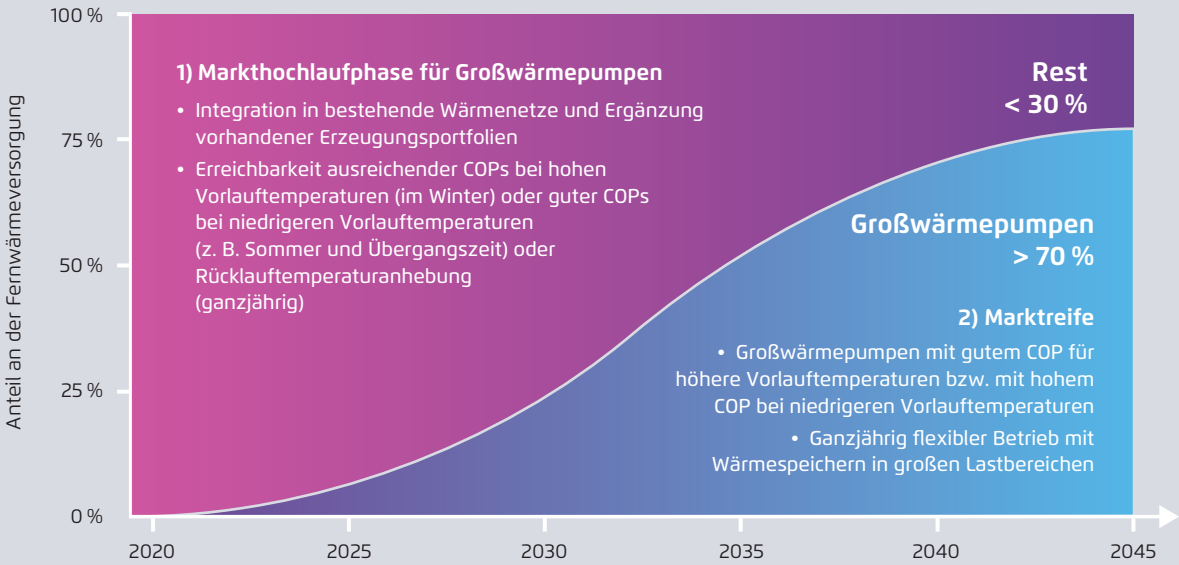 100 %
75 %
50 %
25 %
0 %
Anteil an der Fernwärmeversorgung
1) Markthochlaufphase für Großwärmepumpen
• Integration in bestehende Wärmenetze und Ergänzung
vorhandener Erzeugungsportfolien
• Erreichbarkeit ausreichender COPs bei hohen
Vorlauftemperaturen (im Winter) oder guter COPs
bei niedrigeren Vorlauftemperaturen
(z. B. Sommer und Übergangszeit) oder
Rücklauftemperaturanhebung
(ganzjährig)
Rest
< 30 %
Großwärmepumpen
> 70 %
2) Marktreife
• Großwärmepumpen mit gutem COP für
höhere Vorlauftemperaturen bzw. mit hohem
COP bei niedrigeren Vorlauftemperaturen
• Ganzjährig flexibler Betrieb mit
Wärmespeichern in großen Lastbereichen
2020
2025
2030
2035
2040
2045